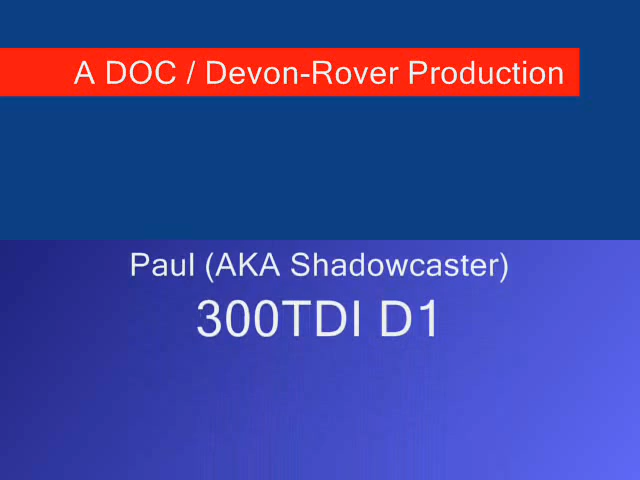 A DOC / Devon-Rover Production
Paul (AKA Shadowcaster)
300TDI D1